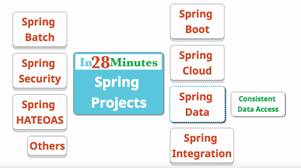 Spring
Batch
Spring
Security
Spring
HATEOAS
Others
In28Minutes
Spring
Projects
Spring
Boot
Spring
Cloud
Spring
Data
Consistent
Data Access
Spring
Integration